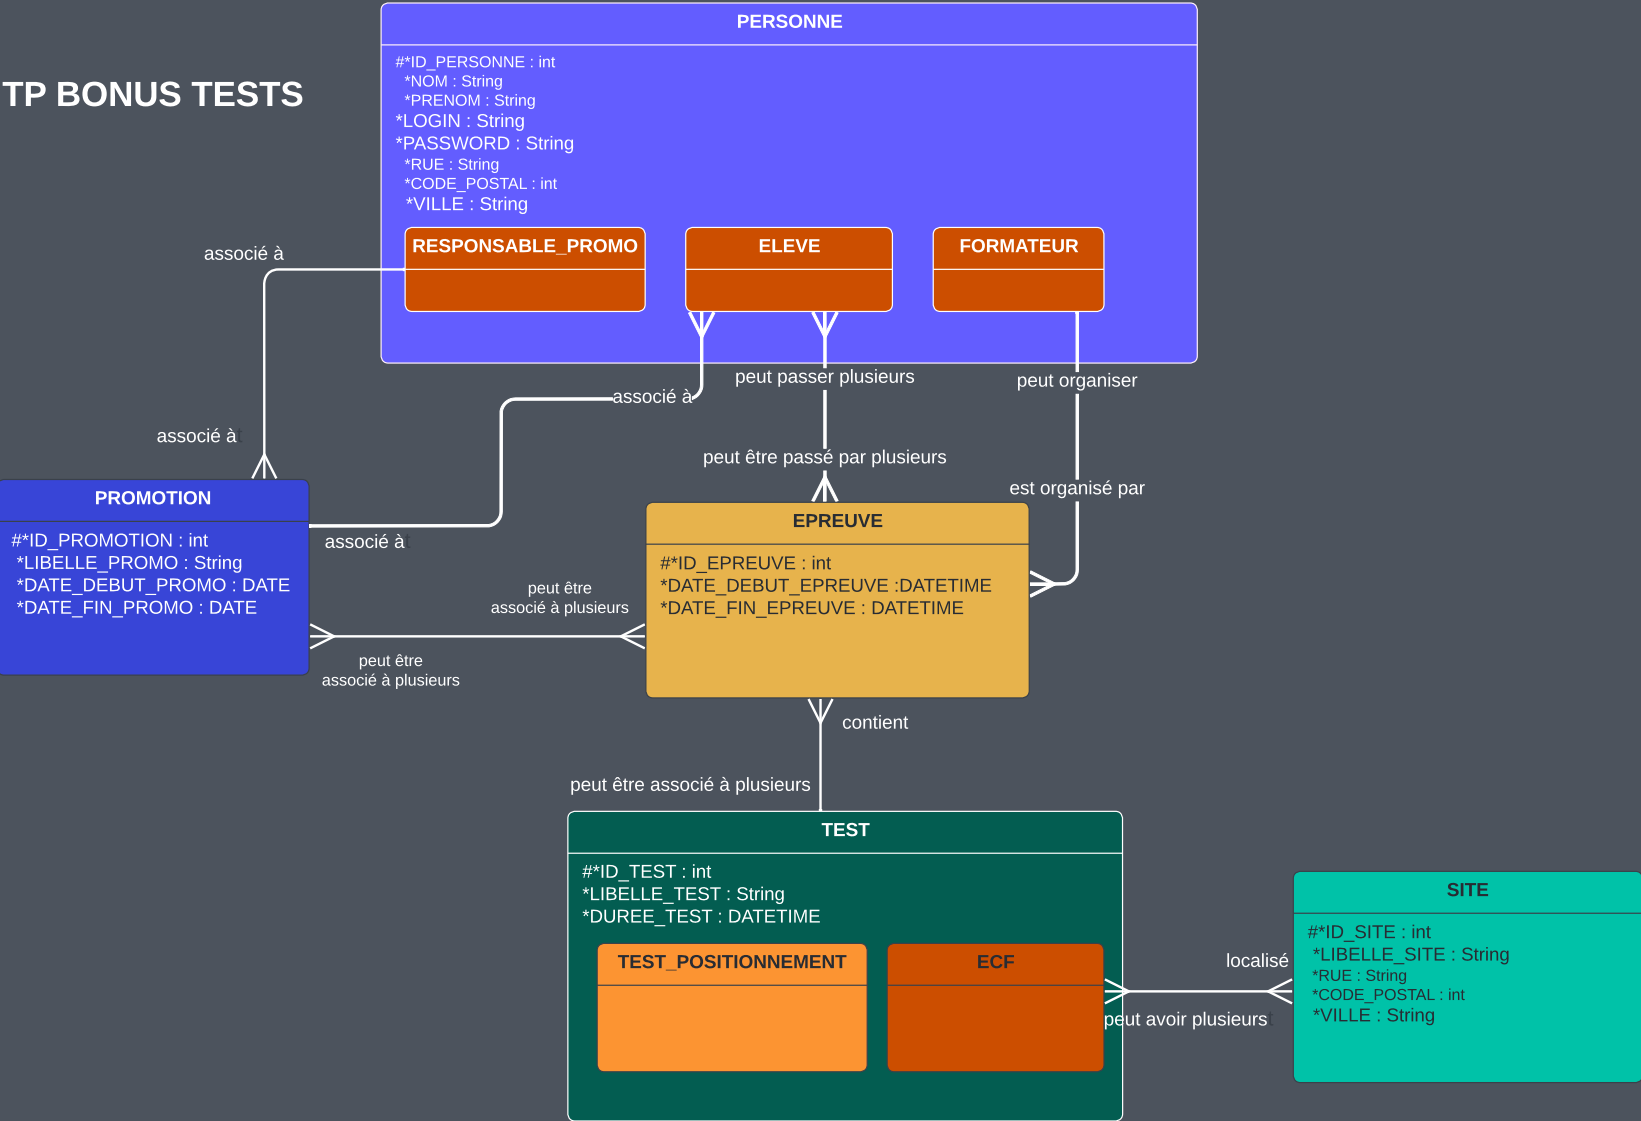 PERSONNE
#*ID_PERSONNE : int
*NOM : String
*PRENOM : String
*LOGIN : String
*PASSWORD : String
*RUE : String
*CODE_POSTAL : int
*VILLE : String
TP BONUS TESTS
RESPONSABLE_PROMO
ELEVE
FORMATEUR
associé à
peut passer plusieurs
peut organiser
associé à
associé àt
peut être passé par plusieurs
est organisé par
PROMOTION
#*ID_PROMOTION : int
*LIBELLE_PROMO : String
*DATE_DEBUT_PROMO : DATE
*DATE_FIN_PROMO : DATE
associé àt
EPREUVE
#*ID_EPREUVE : int
*DATE_DEBUT_EPREUVE :DATETIME
*DATE_FIN_EPREUVE : DATETIME
peut être
associé à plusieurs
peut être
associé à plusieurs
contient
peut être associé à plusieurs
TEST
#*ID_TEST : int
*LIBELLE_TEST : String
*DUREE_TEST : DATETIME
TEST_POSITIONNEMENT
ECF
localisé
peut avoir plusieurst
SITE
#*ID_SITE : int
*LIBELLE_SITE : String
*RUE : String
*CODE_POSTAL : int
*VILLE : String